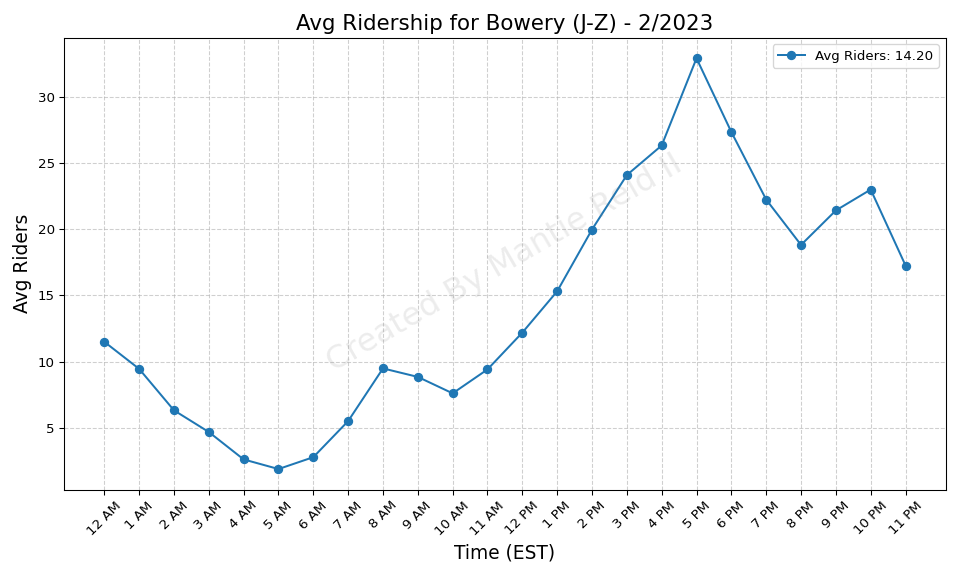 Avg Ridership for Bowery (J-Z) - 2/2023
Avg Riders: 14.20
Avg Riders
30
25
20
15
10
5
Created By Mantle Reid II
12 AM
1 AM
2 AM
3 AM
4 AM
5 AM
6 AM
7 AM
8 AM
9 AM
10 AM
11 AM
12 PM
1 PM
2 PM
3 PM
4 PM
5 PM
6 PM
7 PM
8 PM
9 PM
10 PM
11 PM
Time (EST)